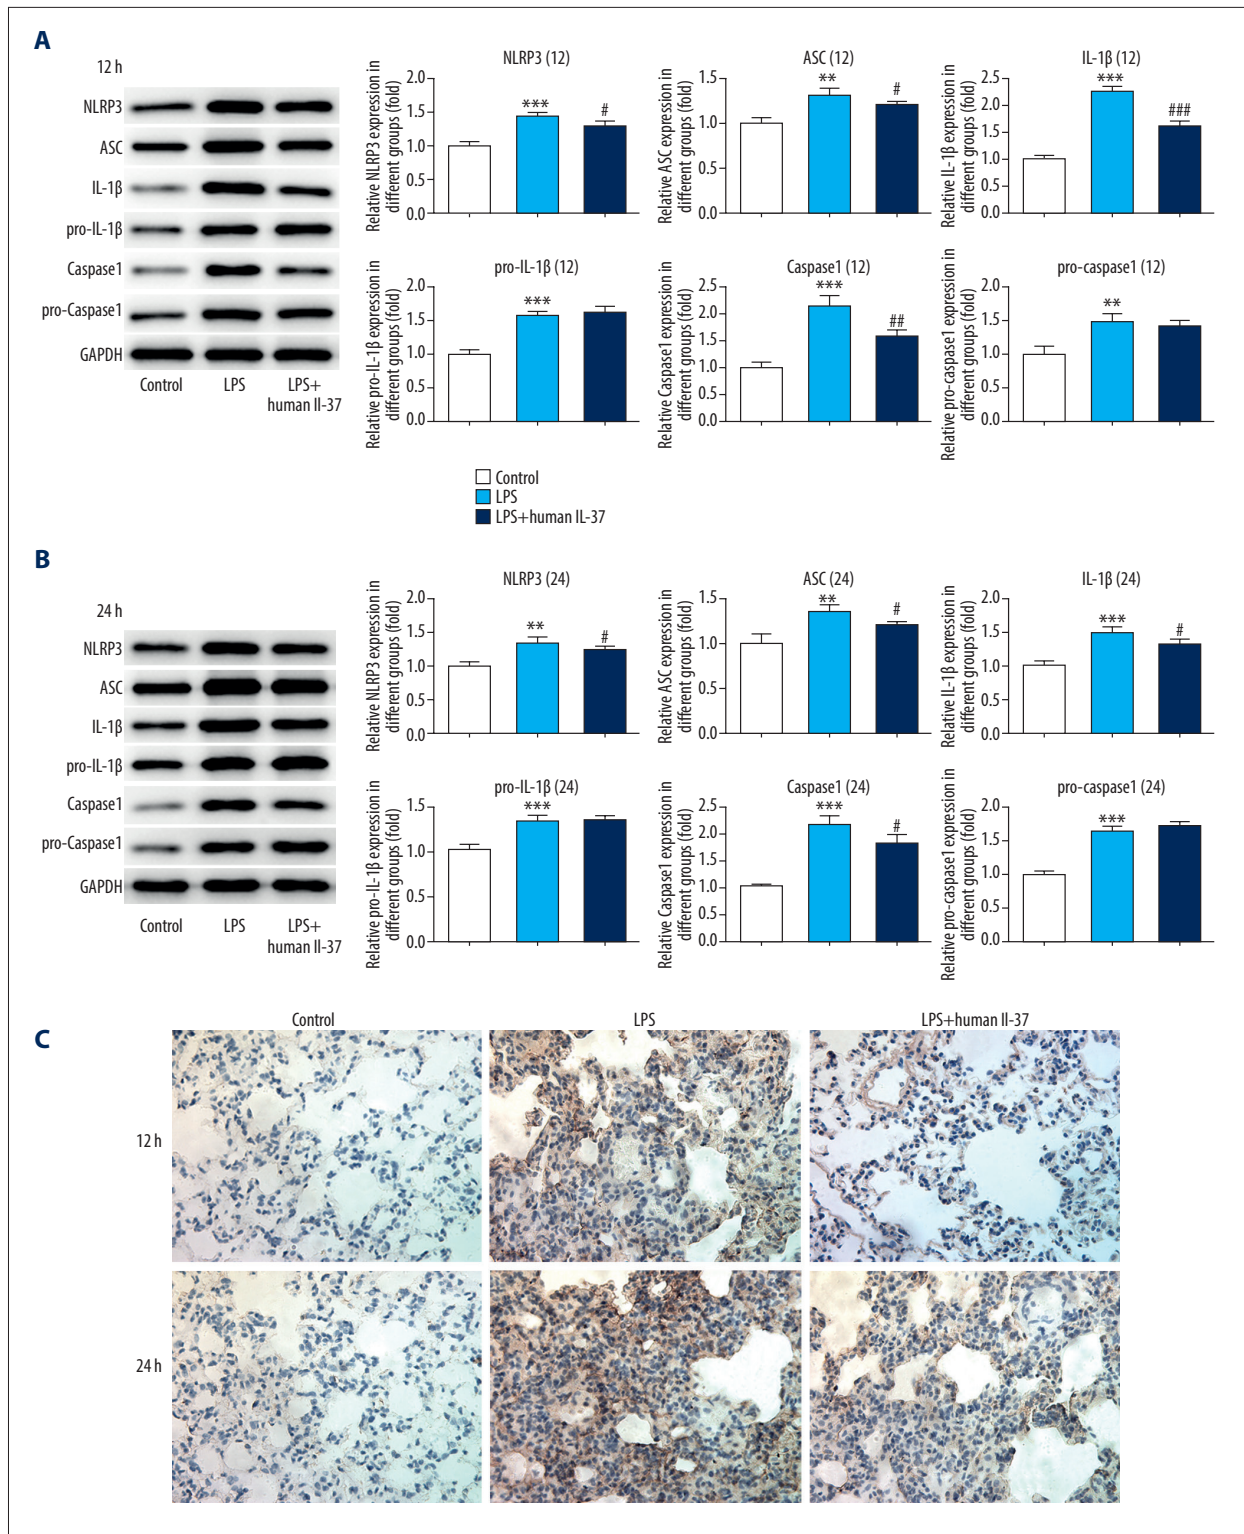 A
12 h
NLRP3
ASC
IL-1β
pro-IL-1β
Caspase1
pro-Caspase1
GAPDH
Control
LPS
LPS+
human Il-37
NLRP3 (12)
Relative NLRP3 expression in
different groups (fold)
2.0
1.5
1.0
0.5
0.0
***
#
ASC (12)
Relative ASC expression in
different groups (fold)
1.5
1.0
0.5
0.0
**
#
IL-1β (12)
Relative IL-1β expression in
different groups (fold)
2.5
2.0
1.5
1.0
0.5
0.0
***
###
pro-IL-1β (12)
Relative pro-IL-1β expression in
different groups (fold)
2.0
1.5
1.0
0.5
0.0
***
Caspase1 (12)
Relative Caspase1 expression in
different groups (fold)
2.5
2.0
1.5
1.0
0.5
0.0
***
##
pro-caspase1 (12)
Relative pro-caspase1 expression in
different groups (fold)
2.0
1.5
1.0
0.5
0.0
**
Control
LPS
LPS+human IL-37
B
24 h
NLRP3
ASC
IL-1β
pro-IL-1β
Caspase1
pro-Caspase1
GAPDH
Control
LPS
LPS+
human Il-37
NLRP3 (24)
Relative NLRP3 expression in
different groups (fold)
2.0
1.5
1.0
0.5
0.0
**
#
ASC (24)
Relative ASC expression in
different groups (fold)
1.5
1.0
0.5
0.0
**
#
IL-1β (24)
Relative IL-1β expression in
different groups (fold)
2.0
1.5
1.0
0.5
0.0
***
#
pro-IL-1β (24)
Relative pro-IL-1β expression in
different groups (fold)
1.5
1.0
0.5
0.0
***
Caspase1 (24)
Relative Caspase1 expression in
different groups (fold)
2.5
2.0
1.5
1.0
0.5
0.0
***
#
pro-caspase1 (24)
Relative pro-caspase1 expression in
different groups (fold)
2.0
1.5
1.0
0.5
0.0
***
C
Control
LPS
LPS+human Il-37
12 h
24 h